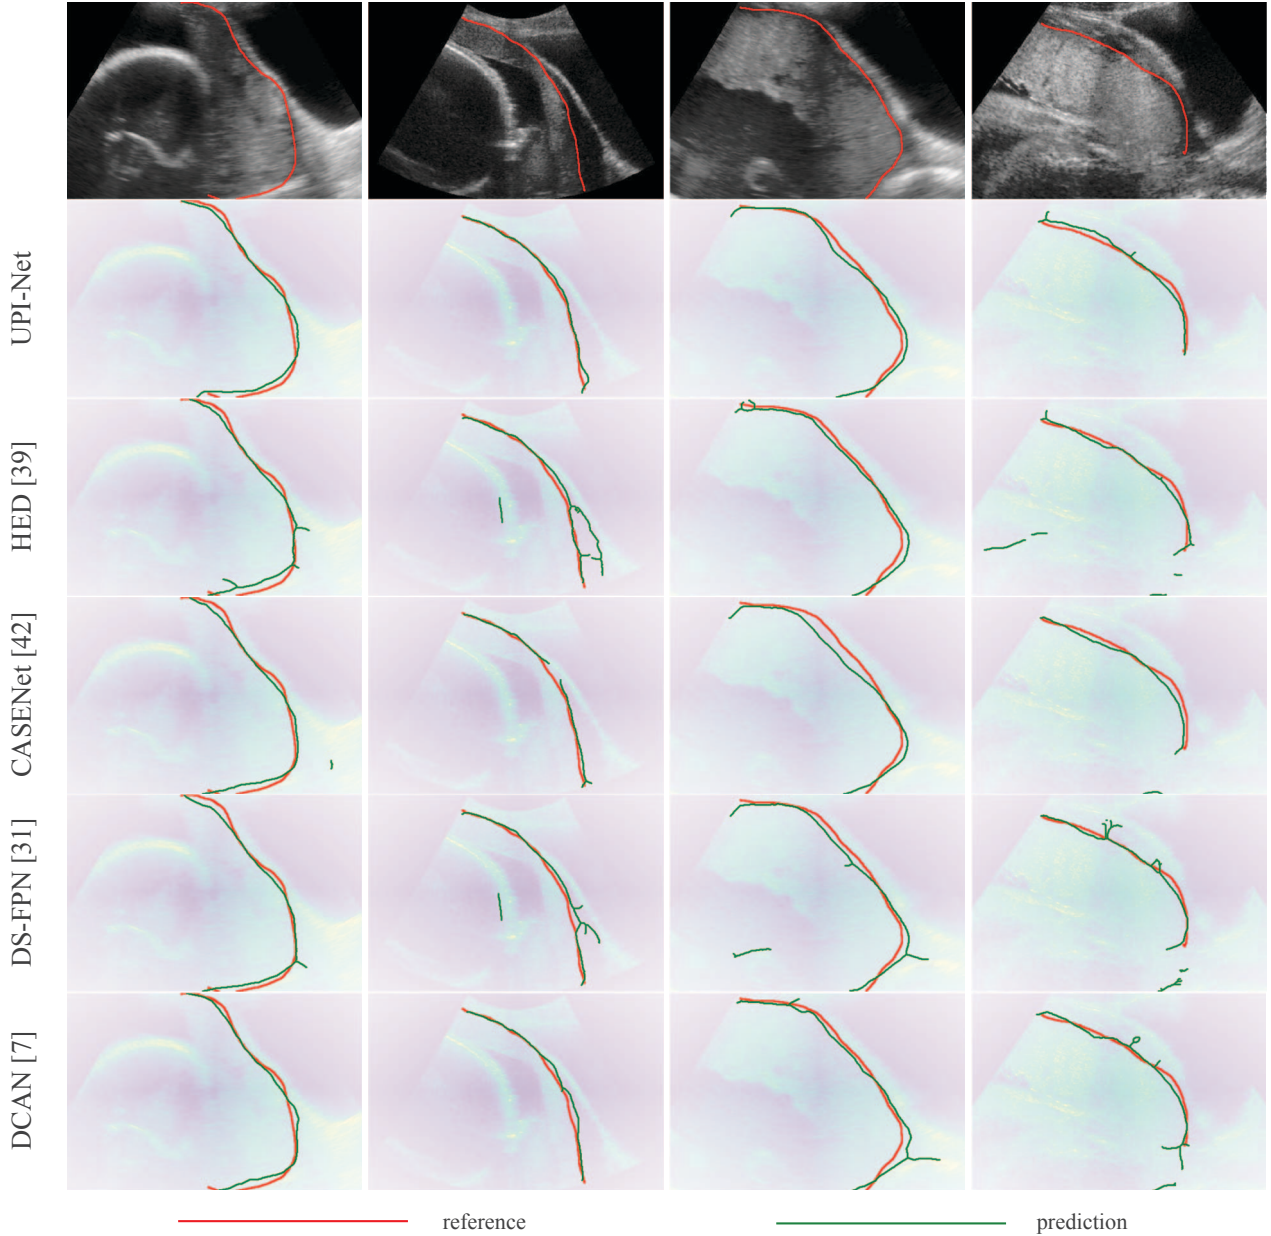 UPI-Net
HED [39]
CASENet [42]
DS-FPN [31]
DCAN [7]
reference
prediction